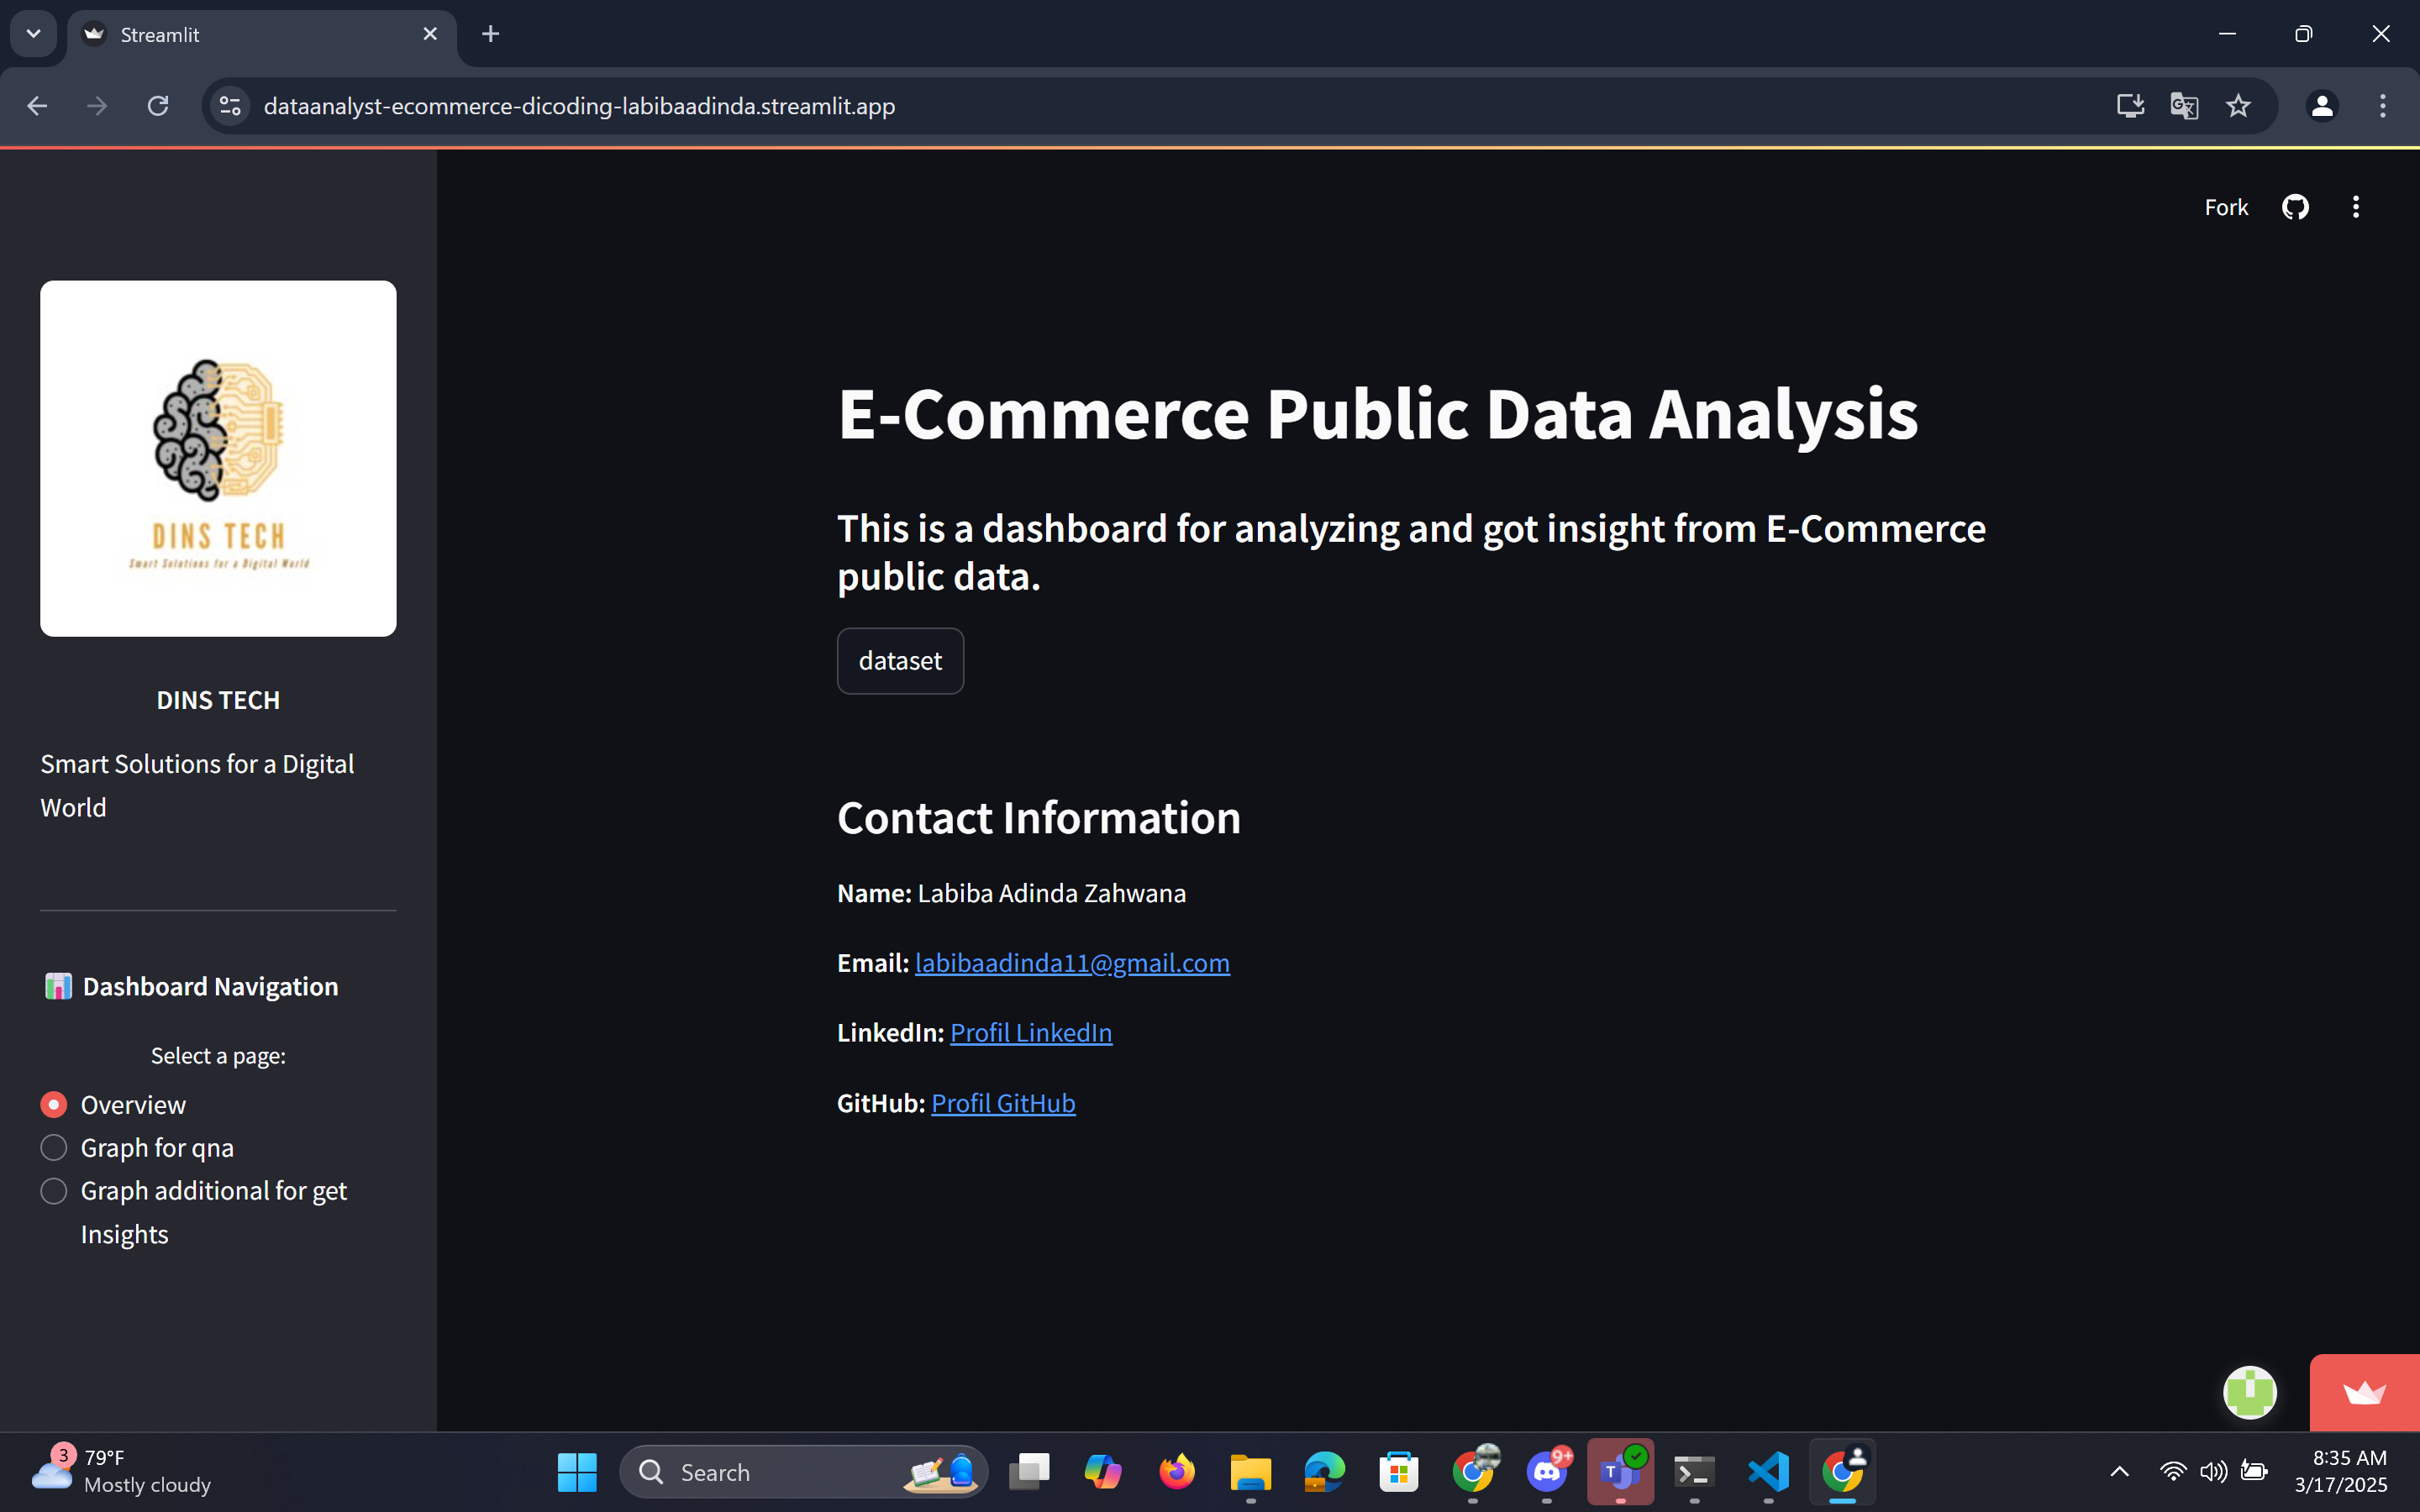 Streamlit
dataanalyst-ecommerce-dicoding-labibaadinda.streamlit.app
Fork
DINS TECH
Smart Solutions for a Digital World
DINS TECH
Smart Solutions for a Digital
World
Dashboard Navigation
Select a page:
Overview
Graph for qna
Graph additional for get
Insights
E-Commerce Public Data Analysis
This is a dashboard for analyzing and got insight from E-Commerce
public data.
dataset
Contact Information
Name: Labiba Adinda Zahwana
Email: labibaadinda11@gmail.com
LinkedIn: Profil LinkedIn
GitHub: Profil GitHub
3
79°F
Mostly cloudy
Search
9+
T
8:35 AM
3/17/2025